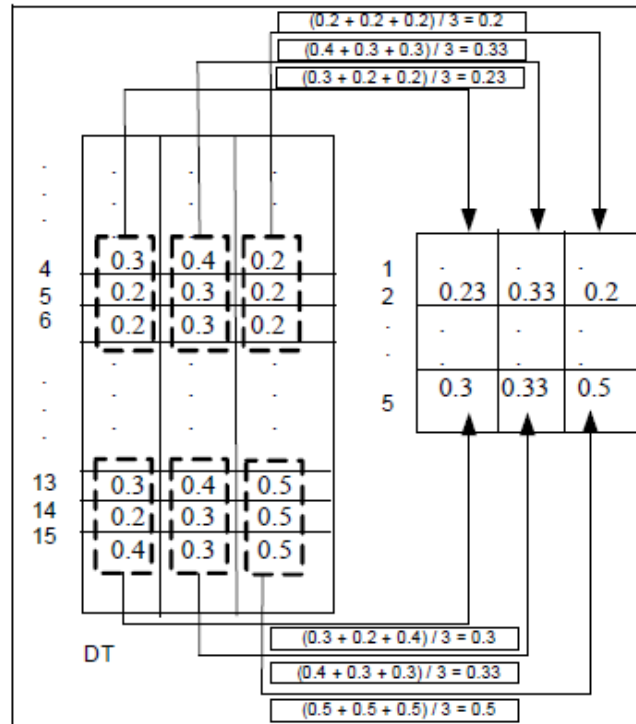 (0.2 + 0.2 + 0.2) / 3 = 0.2
(0.4 + 0.3 + 0.3) / 3 = 0.33
(0.3 + 0.2 + 0.2) / 3 = 0.23
. . . .
. . . .
. . . .
4 0.3 0.4 0.2
5 0.2 0.3 0.2
6 0.2 0.3 0.2
. . . .
. . . .
. . . .
13 0.3 0.4 0.5
14 0.2 0.3 0.5
15 0.4 0.3 0.5
DT
1 . . .
2 0.23 0.33 0.2
. . . .
. . . .
5 0.3 0.33 0.5
(0.3 + 0.2 + 0.4) / 3 = 0.3
(0.4 + 0.3 + 0.3) / 3 = 0.33
(0.5 + 0.5 + 0.5) / 3 = 0.5